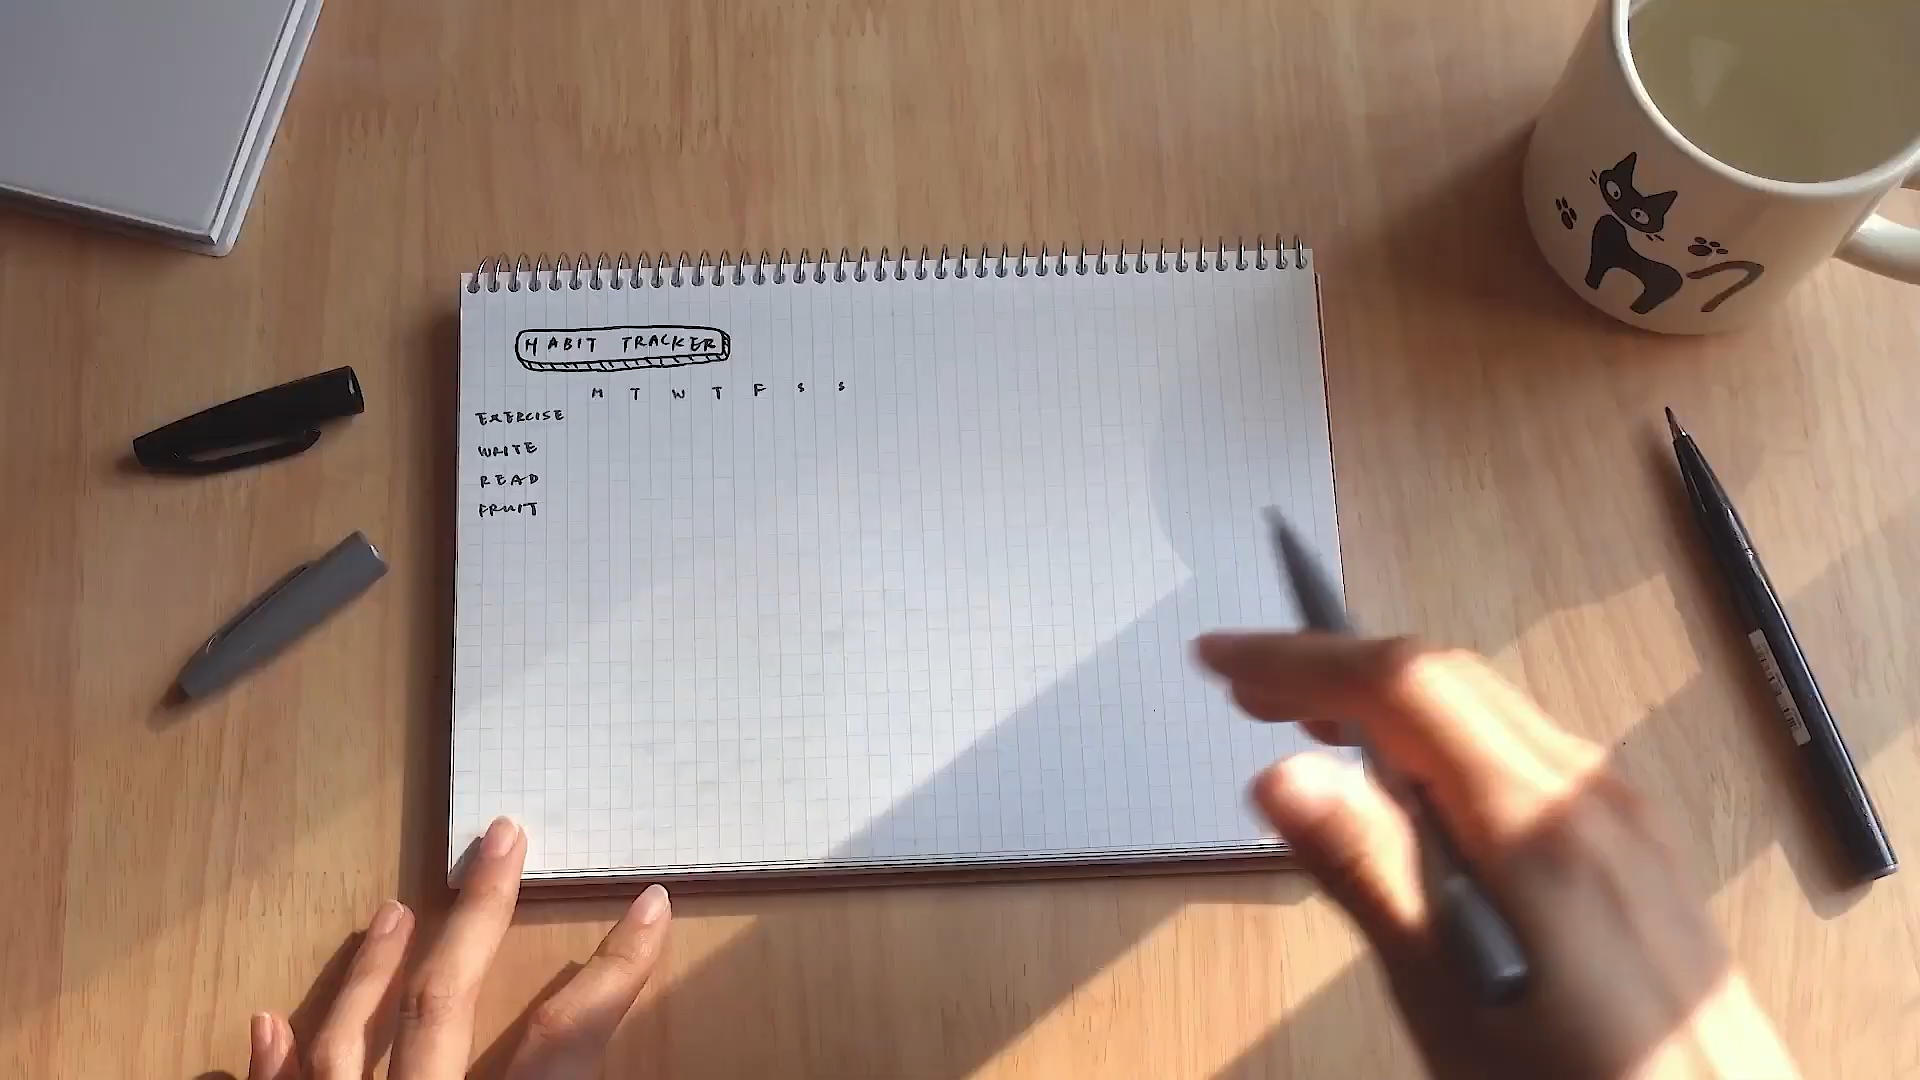 HABIT TRACKER
M T W T F S S
EXERCISE
WRITE
READ
FRUIT